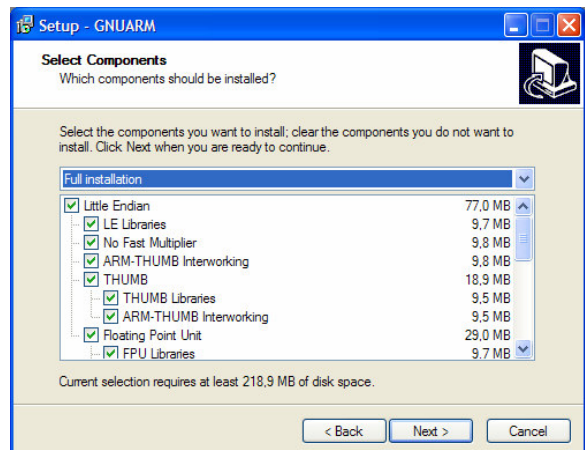 Setup - GNUARM
Select Components
Which components should be installed?
Select the components you want to install; clear the components you do not want to
install. Click Next when you are ready to continue.
Full installation
Little Endian 77,0 MB
LE Libraries 9,7 MB
No Fast Multiplier 9,8 MB
ARM-THUMB Interworking 9,8 MB
THUMB 18,9 MB
THUMB Libraries 9,5 MB
ARM-THUMB Interworking 9,5 MB
Floating Point Unit 29,0 MB
FPU Libraries 9,7 MB
Current selection requires at least 218,9 MB of disk space.
< Back Next > Cancel